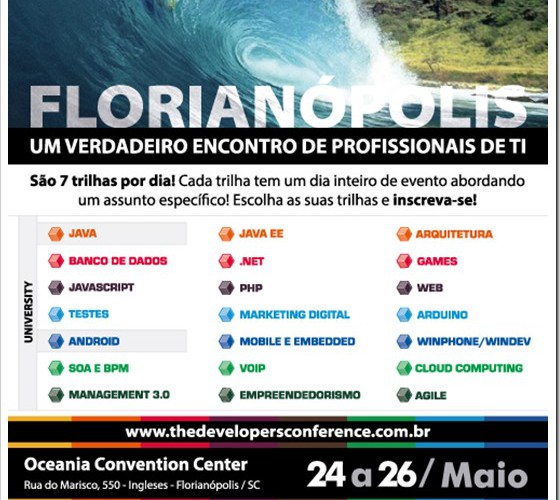 FLORIANÓPOLIS
UM VERDADEIRO ENCONTRO DE PROFISSIONAIS DE TI
São 7 trilhas por dia! Cada trilha tem um dia inteiro de evento abordando
um assunto específico! Escolha as suas trilhas e inscreva-se!
UNIVERSITY
JAVA JAVA EE ARQUITETURA
BANCO DE DADOS .NET GAMES
JAVASCRIPT PHP WEB
TESTES MARKETING DIGITAL ARDUINO
ANDROID MOBILE E EMBEDDED WINPHONE/WINDEV
SOA E BPM VOIP CLOUD COMPUTING
MANAGEMENT 3.0 EMPREENDEDORISMO AGILE
www.thedevelopersconference.com.br
Oceania Convention Center
Rua do Marisco, 550 - Ingleses - Florianópolis / SC
24 a 26 / Maio